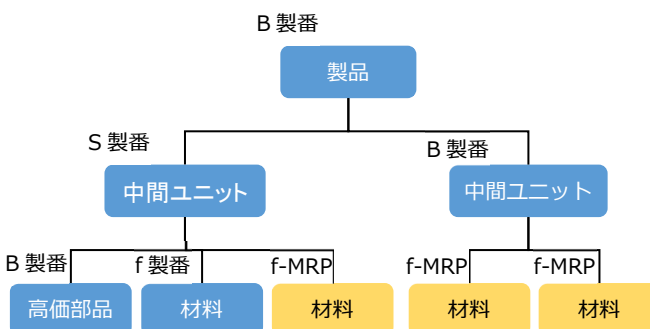 B 製番
製品
S 製番
B 製番
中間ユニット
中間ユニット
B 製番
f 製番
f-MRP
f-MRP
f-MRP
高価部品
材料
材料
材料
材料